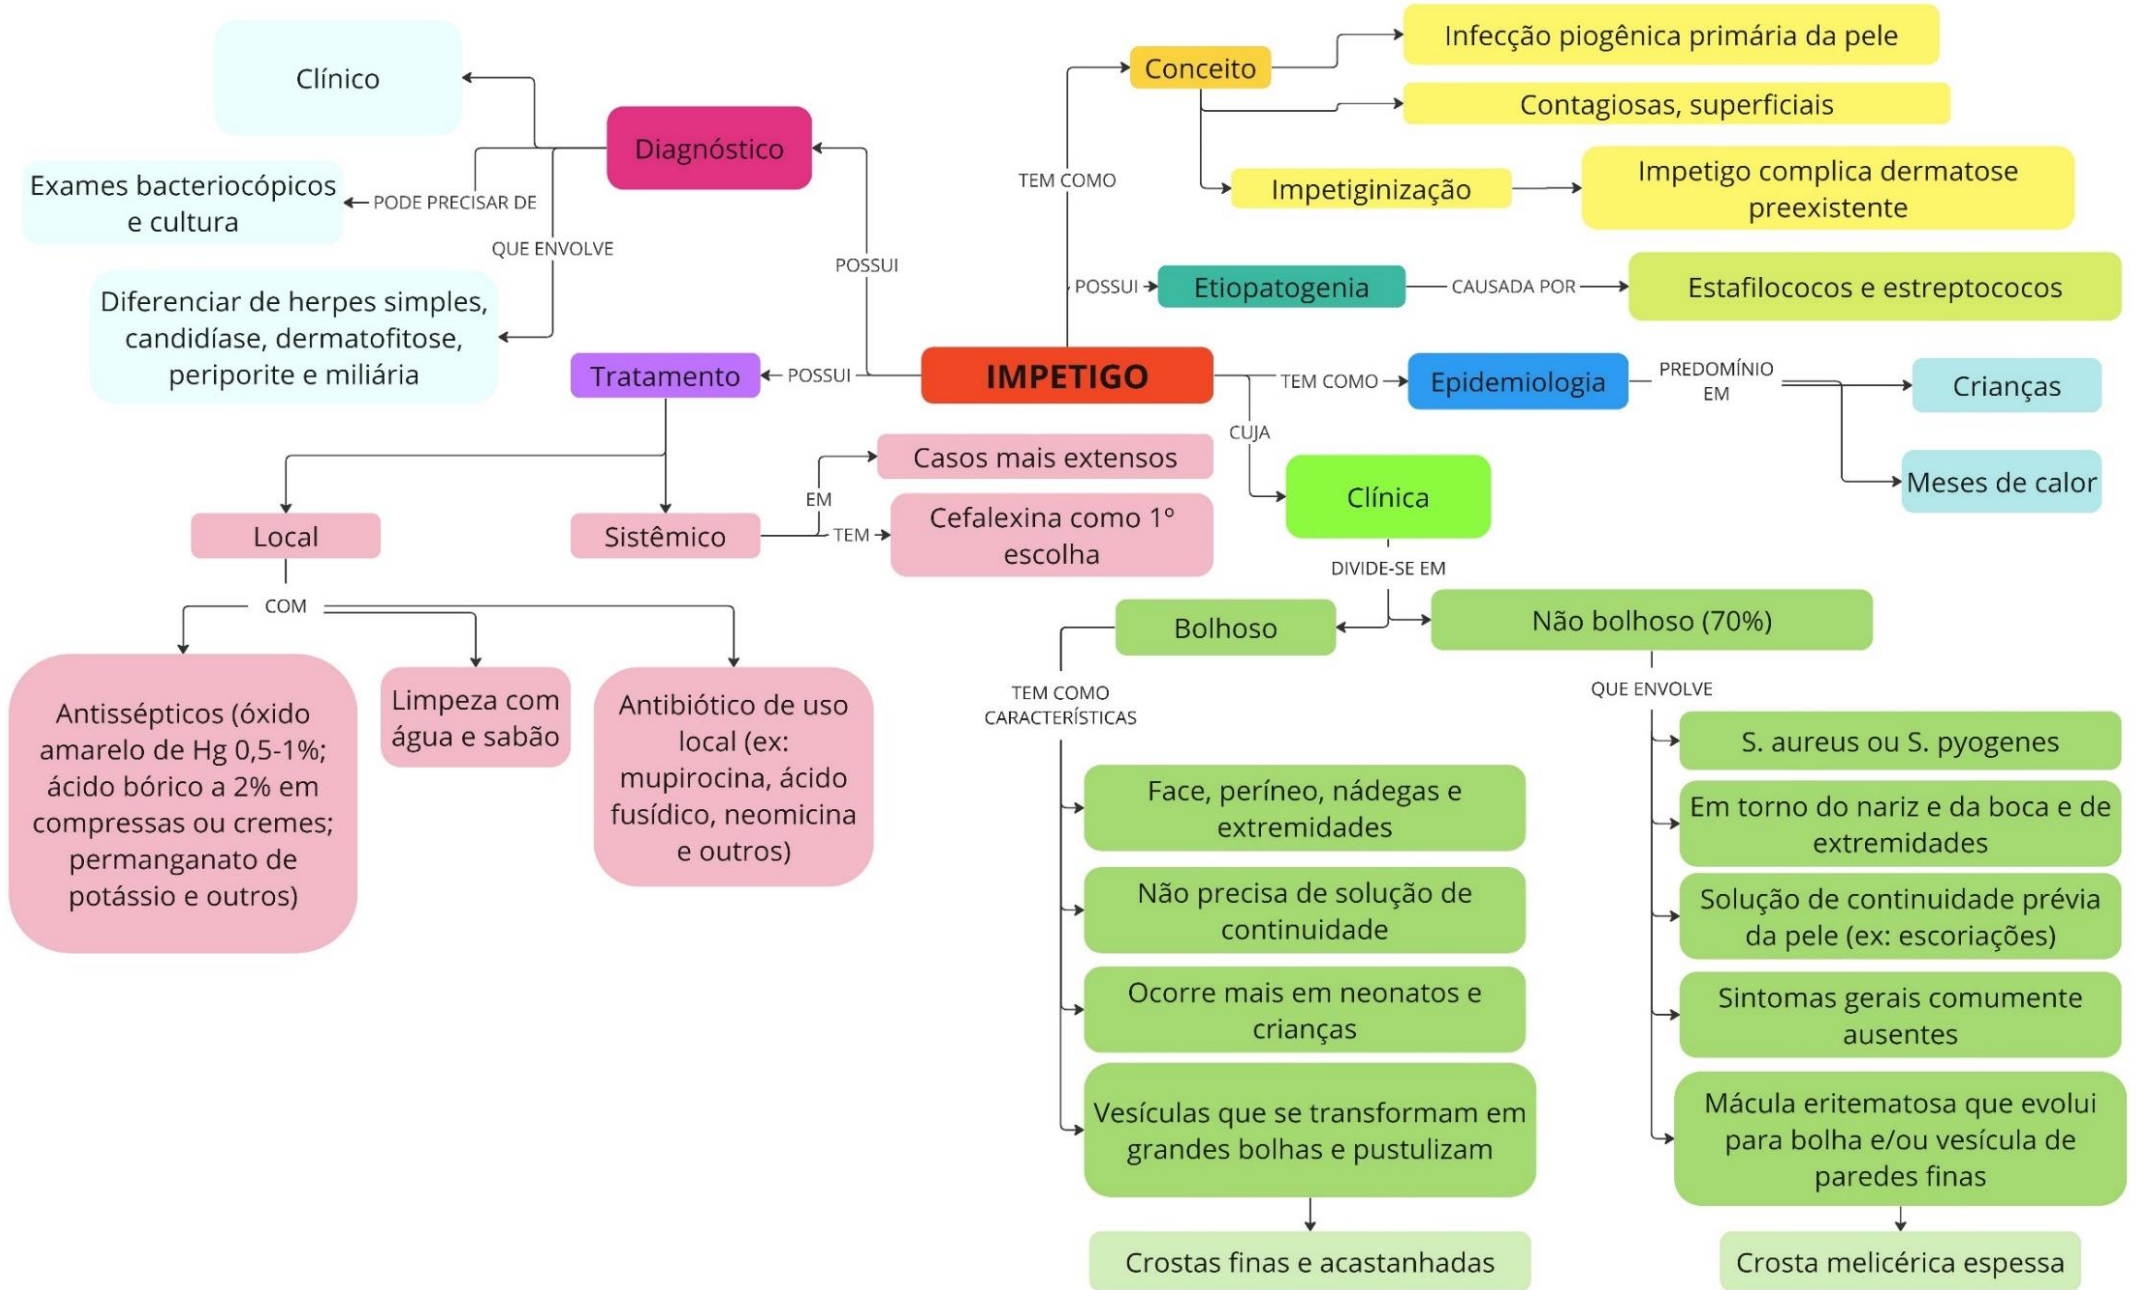 IMPETIGO
TEM COMO
Conceito
Infecção piogênica primária da pele
Contagiosas, superficiais
Impetiginização
Impetigo complica dermatose
preexistente
POSSUI
Etiopatogenia
CAUSADA POR
Estafilococos e estreptococos
TEM COMO
Epidemiologia
PREDOMÍNIO
EM
Crianças
Meses de calor
CUJA
Clínica
DIVIDE-SE EM
Bolhoso
TEM COMO
CARACTERÍSTICAS
Face, períneo, nádegas e
extremidades
Não precisa de solução de
continuidade
Ocorre mais em neonatos e
crianças
Vesículas que se transformam em
grandes bolhas e pustulizam
Crostas finas e acastanhadas
Não bolhoso (70%)
QUE ENVOLVE
S. aureus ou S. pyogenes
Em torno do nariz e da boca e de
extremidades
Solução de continuidade prévia
da pele (ex: escoriações)
Sintomas gerais comumente
ausentes
Mácula eritematosa que evolui
para bolha e/ou vesícula de
paredes finas
Crosta melicérica espessa
POSSUI
Diagnóstico
Clínico
PODE PRECISAR DE
Exames bacteriocópicos
e cultura
QUE ENVOLVE
Diferenciar de herpes simples,
candidíase, dermatofitose,
periporite e miliária
POSSUI
Tratamento
Local
COM
Antissépticos (óxido
amarelo de Hg 0,5-1%;
ácido bórico a 2% em
compressas ou cremes;
permanganato de
potássio e outros)
Limpeza com
água e sabão
Antibiótico de uso
local (ex:
mupirocina, ácido
fusídico, neomicina
e outros)
Sistêmico
EM
Casos mais extensos
TEM
Cefalexina como 1º
escolha